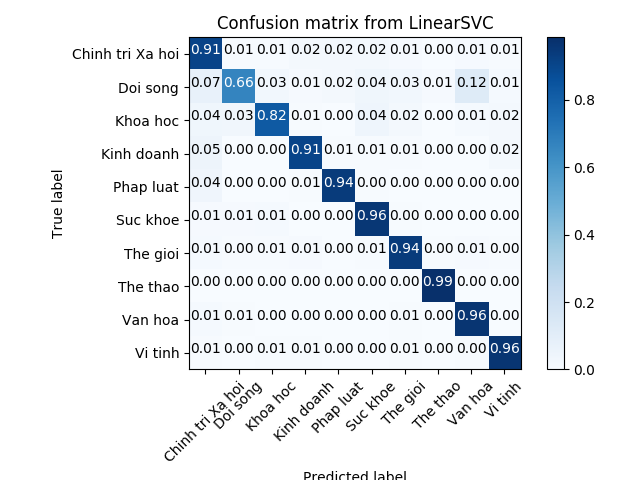 Confusion matrix from LinearSVC
True label
Chinh tri Xa hoi 0.91 0.01 0.01 0.02 0.02 0.02 0.01 0.00 0.01 0.01
Doi song 0.07 0.66 0.03 0.01 0.02 0.04 0.03 0.01 0.12 0.01
Khoa hoc 0.04 0.03 0.82 0.01 0.00 0.04 0.02 0.00 0.01 0.02
Kinh doanh 0.05 0.00 0.00 0.91 0.01 0.01 0.01 0.00 0.00 0.02
Phap luat 0.04 0.00 0.00 0.01 0.94 0.00 0.00 0.00 0.00 0.00
Suc khoe 0.01 0.01 0.01 0.00 0.00 0.96 0.00 0.00 0.00 0.00
The gioi 0.01 0.00 0.01 0.01 0.00 0.01 0.94 0.00 0.01 0.00
The thao 0.00 0.00 0.00 0.00 0.00 0.00 0.00 0.99 0.00 0.00
Van hoa 0.01 0.01 0.00 0.00 0.00 0.00 0.01 0.00 0.96 0.00
Vi tinh 0.01 0.00 0.01 0.01 0.00 0.00 0.01 0.00 0.00 0.96
Chinh tri Xa hoi
Doi song
Khoa hoc
Kinh doanh
Phap luat
Suc khoe
The gioi
The thao
Van hoa
Vi tinh
Predicted label
0.8
0.6
0.4
0.2
0.0